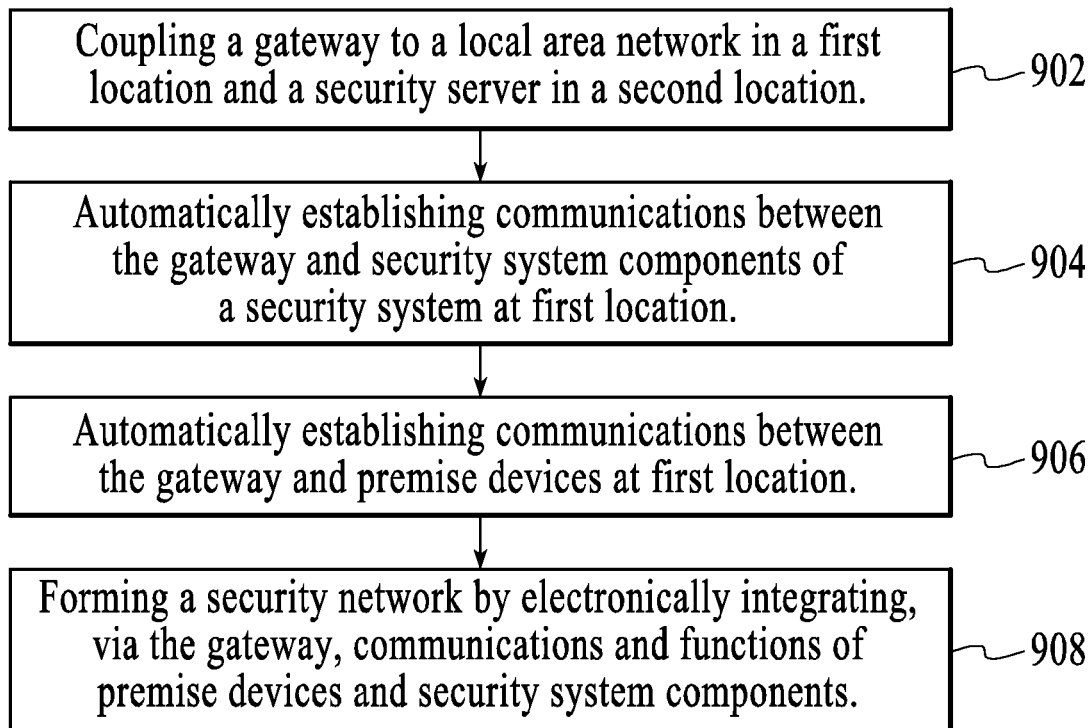 Coupling a gateway to a local area network in a first
location and a security server in a second location.
902
Automatically establishing communications between
the gateway and security system components of
a security system at first location.
904
Automatically establishing communications between
the gateway and premise devices at first location.
906
Forming a security network by electronically integrating,
via the gateway, communications and functions of
premise devices and security system components.
908